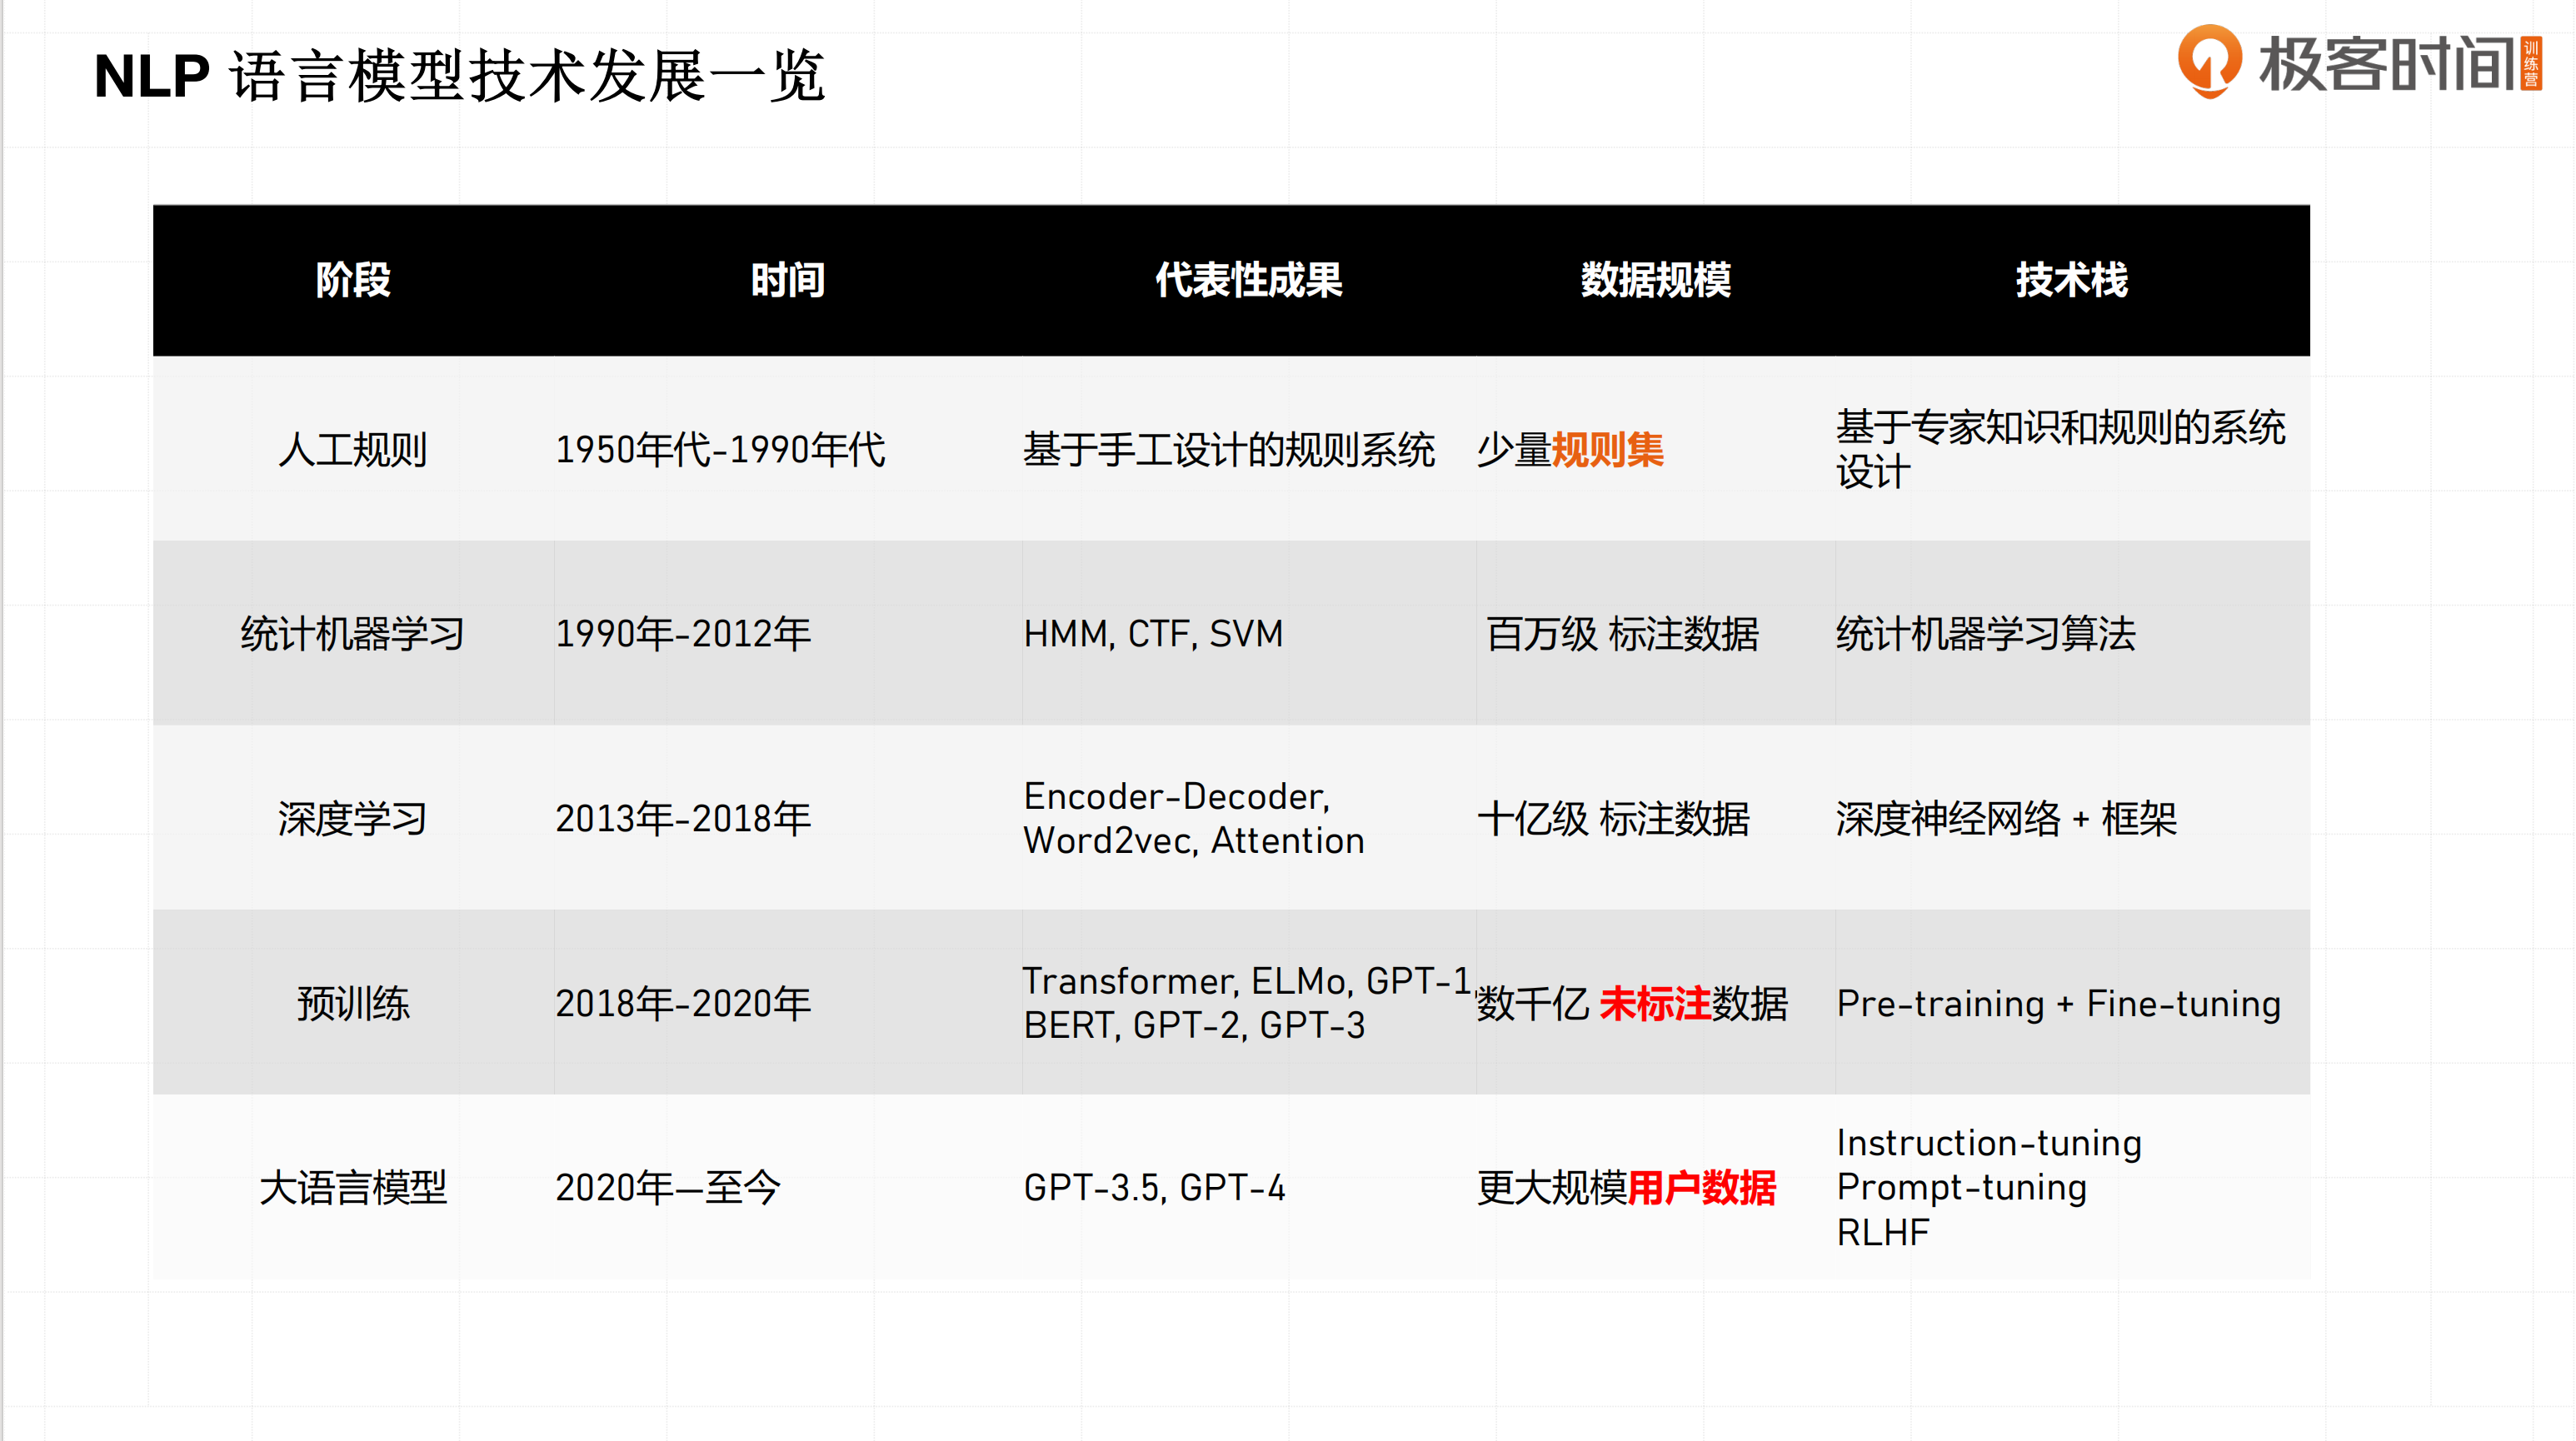 NLP 语言模型技术发展一览
极客时间
训练营
阶段 时间 代表性成果 数据规模 技术栈
人工规则 1950年代-1990年代 基于手工设计的规则系统 少量规则集 基于专家知识和规则的系统
设计
统计机器学习 1990年-2012年 HMM, CTF, SVM 百万级 标注数据 统计机器学习算法
深度学习 2013年-2018年 Encoder-Decoder,
Word2vec, Attention 十亿级 标注数据 深度神经网络 + 框架
预训练 2018年-2020年 Transformer, ELMo, GPT-1,
BERT, GPT-2, GPT-3 数千亿 未标注数据 Pre-training + Fine-tuning
大语言模型 2020年—至今 GPT-3.5, GPT-4 更大规模用户数据 Instruction-tuning
Prompt-tuning
RLHF